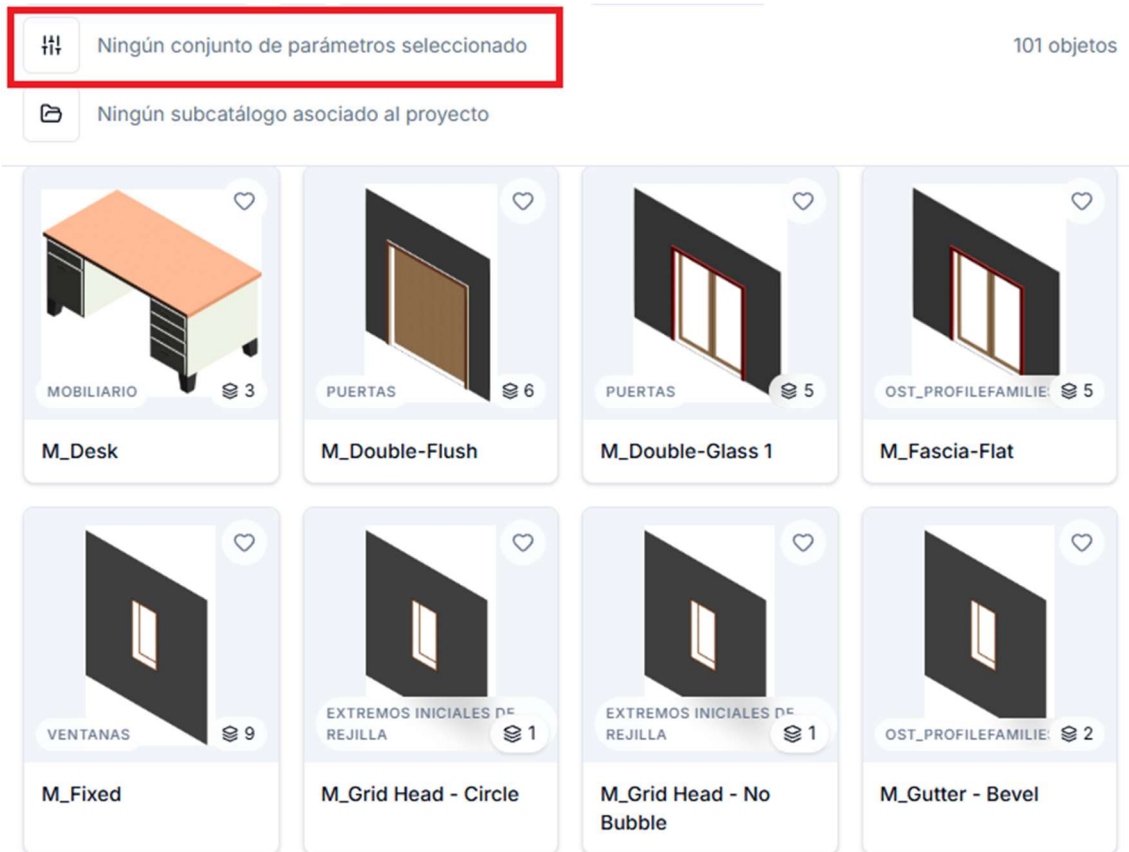 Ningún conjunto de parámetros seleccionado
101 objetos
Ningún subcatálogo asociado al proyecto
MOBILIARIO
3
PUERTAS
6
PUERTAS
5
OST_PROFILEFAMILIE
5
M_Desk
M_Double-Flush
M_Double-Glass 1
M_Fascia-Flat
VENTANAS
9
EXTREMOS INICIALES DE
REJILLA
1
EXTREMOS INICIALES DE
REJILLA
1
OST_PROFILEFAMILIE
2
M_Fixed
M_Grid Head - Circle
M_Grid Head - No
Bubble
M_Gutter - Bevel